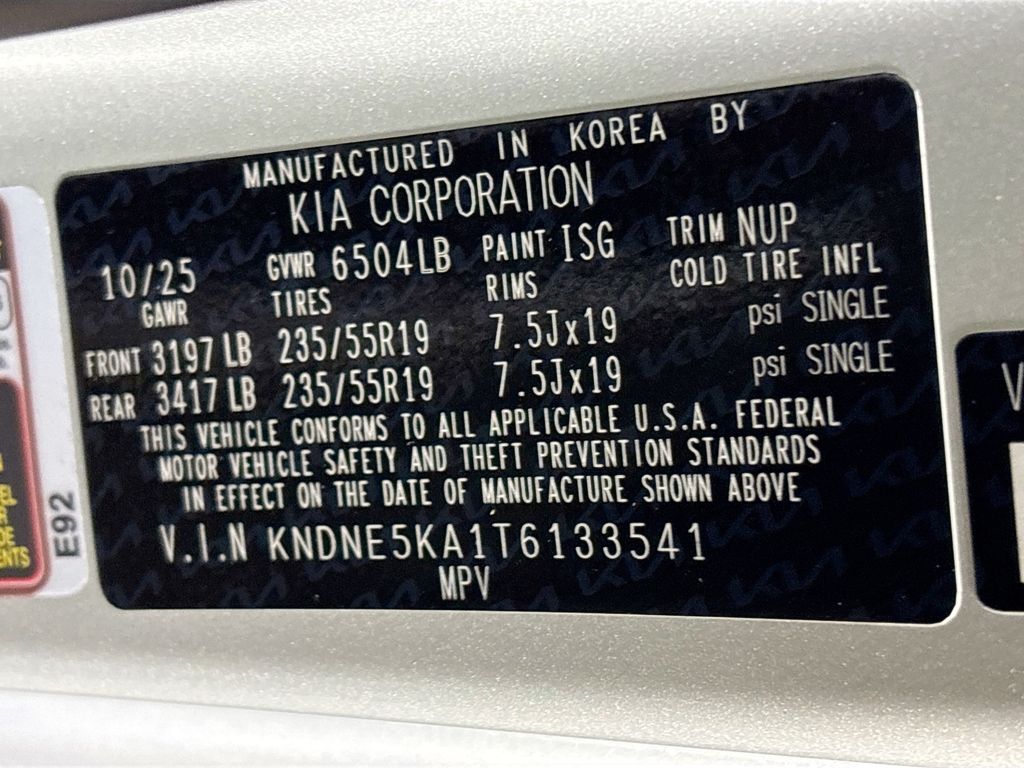 MANUFACTURED IN KOREA BY
KIA CORPORATION
10/25 GVWR 6504LB PAINT ISG TRIM NUP
GAWR TIRES RIMS COLD TIRE INFL
FRONT 3197 LB 235/55R19 7.5Jx19 psi SINGLE
REAR 3417 LB 235/55R19 7.5Jx19 psi SINGLE
THIS VEHICLE CONFORMS TO ALL APPLICABLE U.S.A. FEDERAL
MOTOR VEHICLE SAFETY AND THEFT PREVENTION STANDARDS
IN EFFECT ON THE DATE OF MANUFACTURE SHOWN ABOVE
V.I.N KNDNE5KA1T6133541
MPV
E92